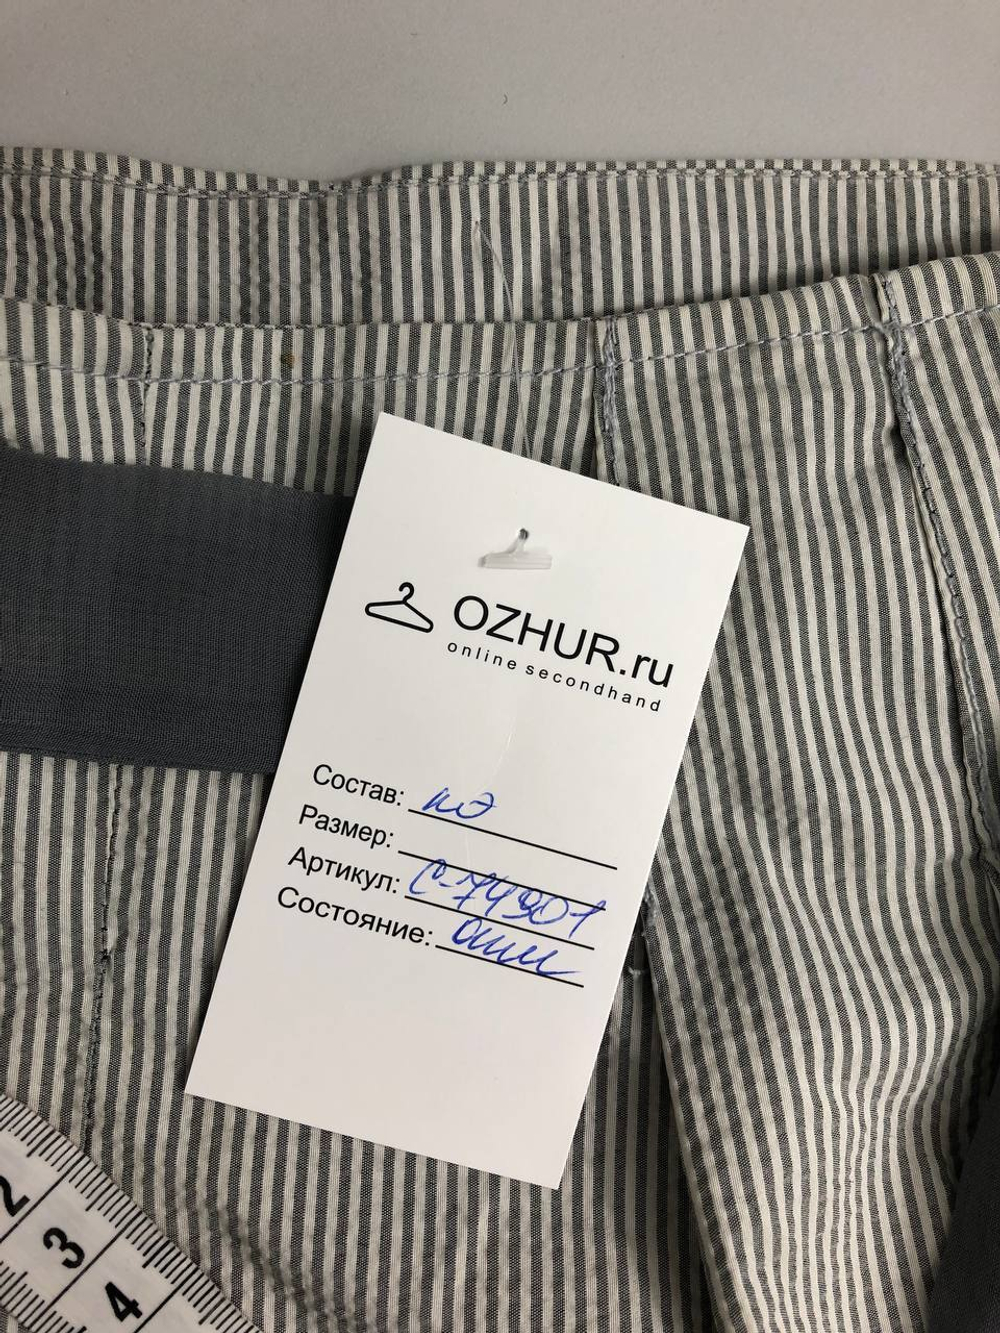 OZHUR.ru
online secondhand
Состав: пэ
Размер:
Артикул: С-74901
Состояние: отл
2
3
4